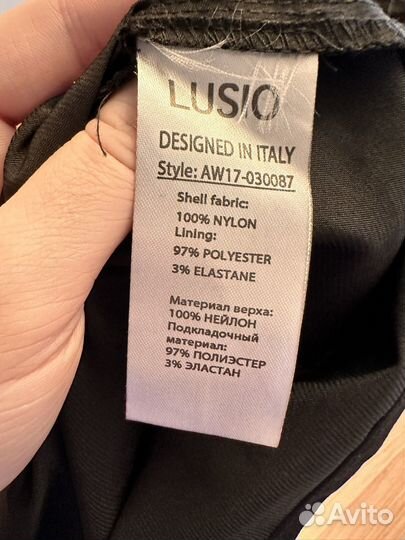 LUSIO
DESIGNED IN ITALY
Style: AW17-030087
Shell fabric:
100% NYLON
Lining:
97% POLYESTER
3% ELASTANE
Материал верха:
100% НЕЙЛОН
Подкладочный
материал:
97% ПОЛИЭСТЕР
3% ЭЛАСТАН
Avito